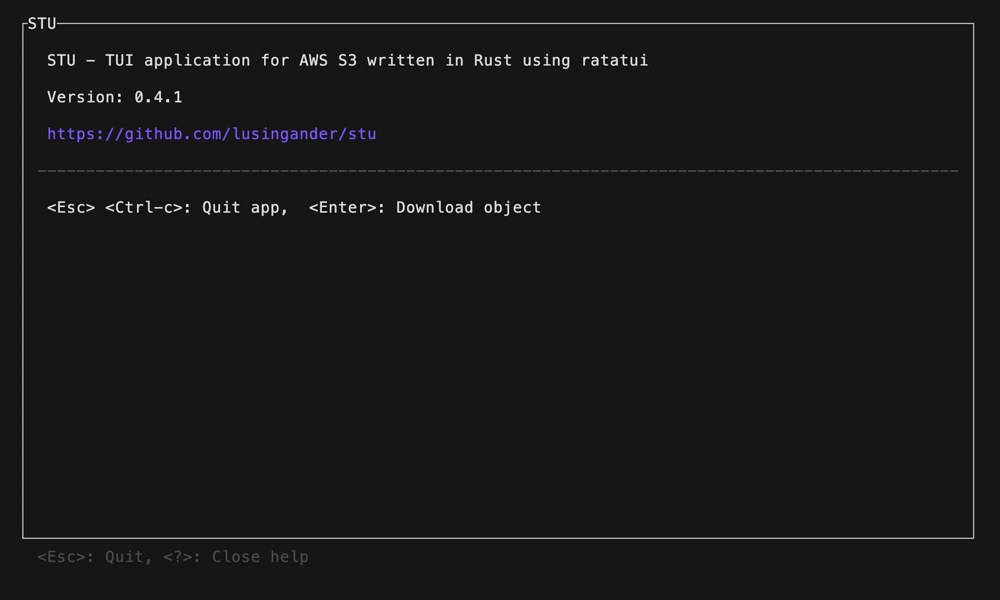 STU
STU – TUI application for AWS S3 written in Rust using ratatui
Version: 0.4.1
https://github.com/lusingander/stu
<Esc> <Ctrl-c>: Quit app,  <Enter>: Download object
<Esc>: Quit, <?>: Close help